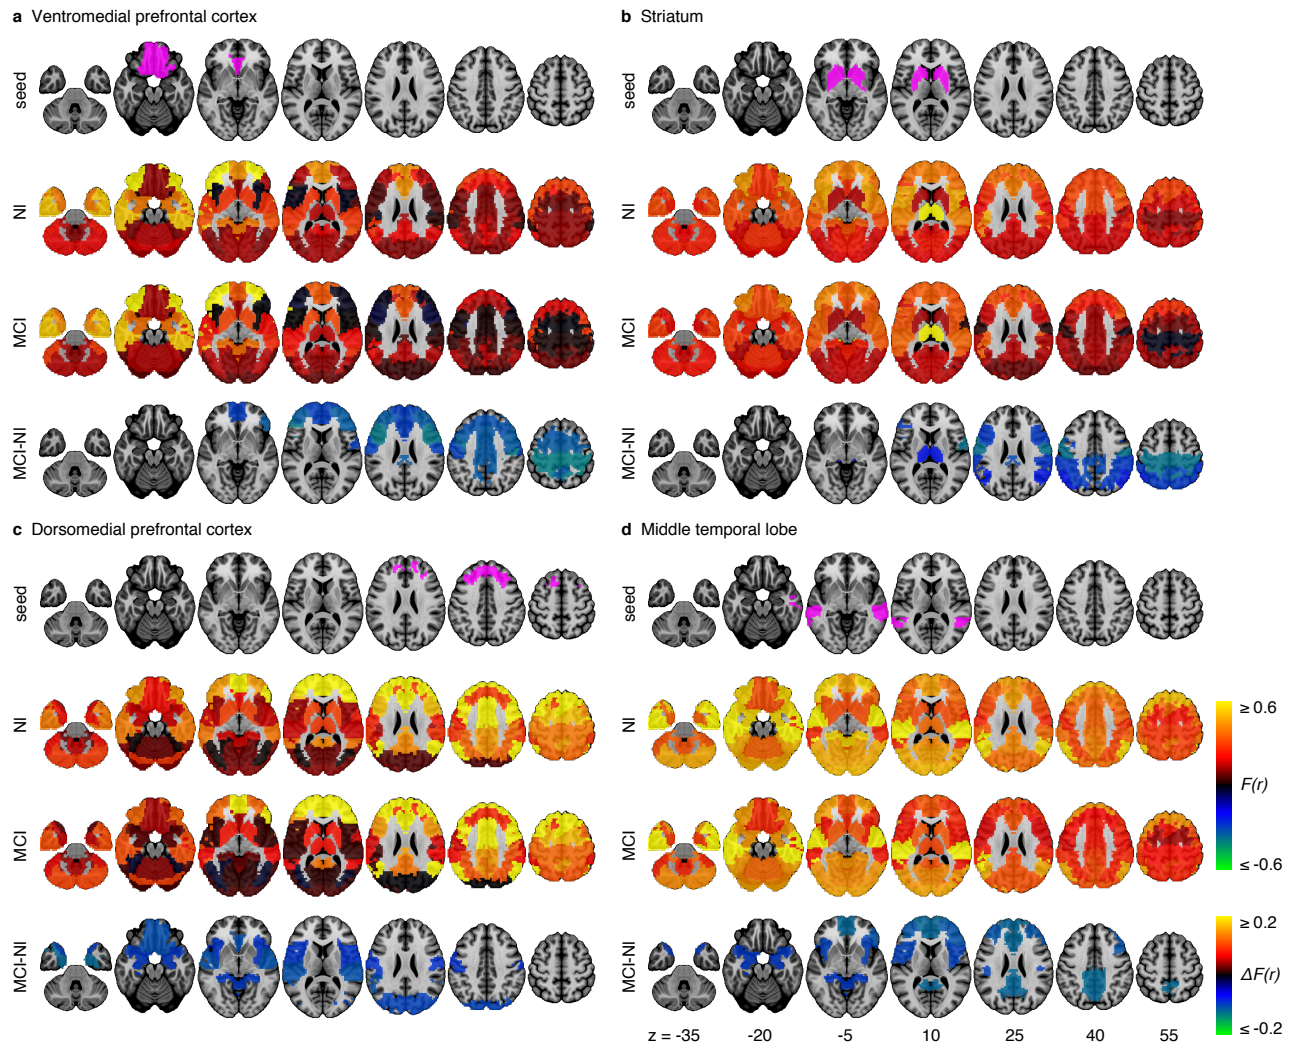 a Ventromedial prefrontal cortex
b Striatum
seed
seed
NI
NI
MCI
MCI
MCI-NI
MCI-NI
c Dorsomedial prefrontal cortex
d Middle temporal lobe
seed
seed
NI
NI
≥ 0.6
F(r)
MCI
MCI
≤ -0.6
MCI-NI
MCI-NI
≥ 0.2
ΔF(r)
≤ -0.2
z = -35 -20 -5 10 25 40 55